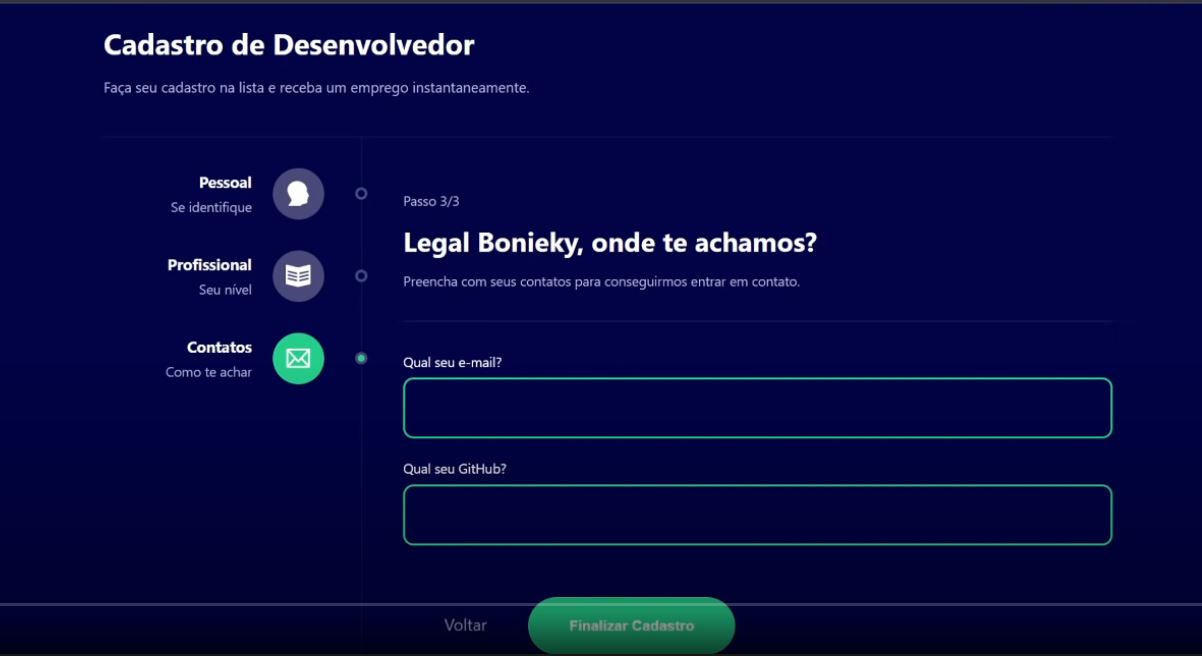 Cadastro de Desenvolvedor
Faça seu cadastro na lista e receba um emprego instantaneamente.
Pessoal
Se identifique
Profissional
Seu nível
Contatos
Como te achar
Passo 3/3
Legal Bonieky, onde te achamos?
Preencha com seus contatos para conseguirmos entrar em contato.
Qual seu e-mail?
Qual seu GitHub?
Voltar
Finalizar Cadastro